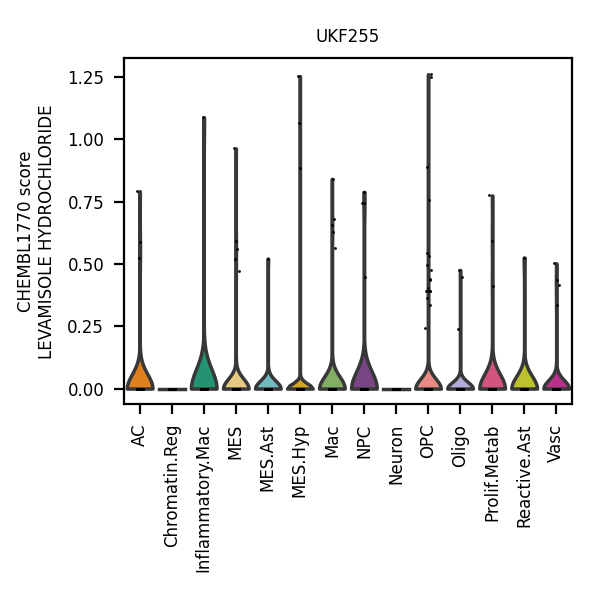 UKF255
CHEMBL1770 score
LEVAMISOLE HYDROCHLORIDE
1.25
1.00
0.75
0.50
0.25
0.00
AC
Chromatin.Reg
Inflammatory.Mac
MES
MES.Ast
MES.Hyp
Mac
NPC
Neuron
OPC
Oligo
Prolif.Metab
Reactive.Ast
Vasc